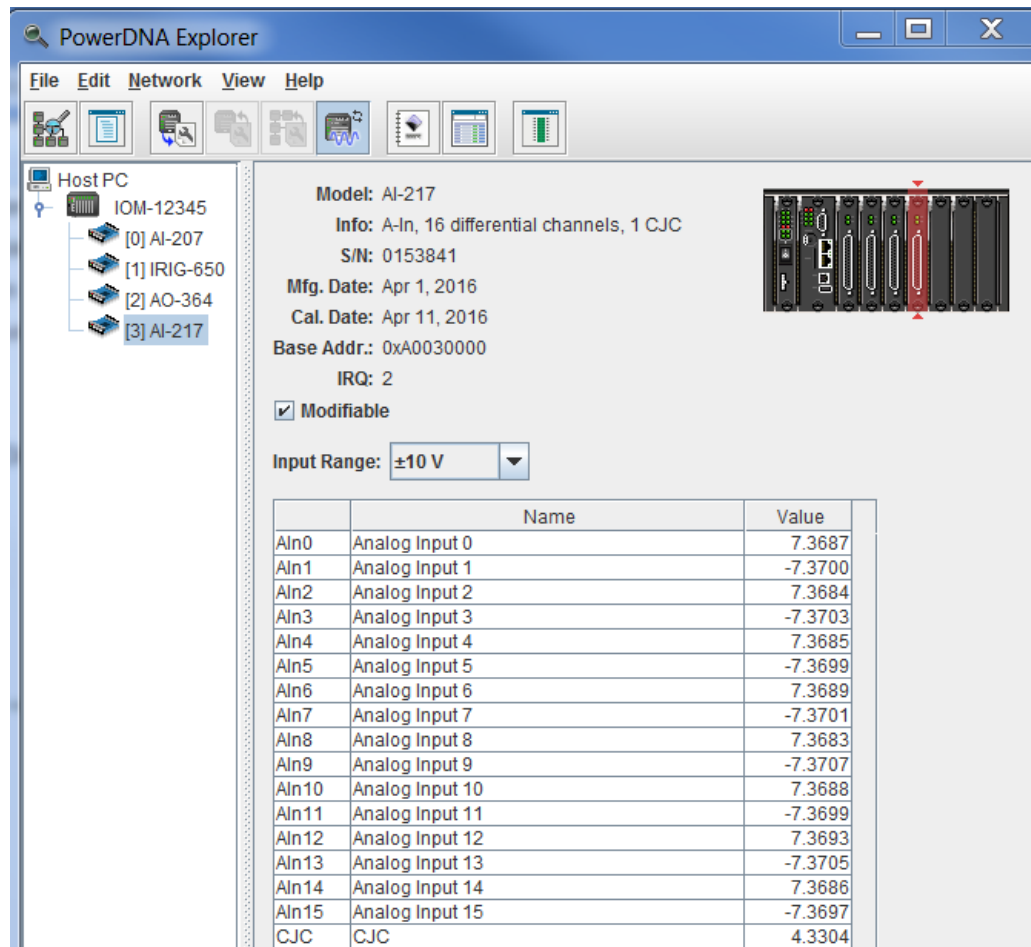 PowerDNA Explorer
File Edit Network View Help
Host PC
IOM-12345
[0] AI-207
[1] IRIG-650
[2] AO-364
[3] AI-217
Model: AI-217
Info: A-In, 16 differential channels, 1 CJC
S/N: 0153841
Mfg. Date: Apr 1, 2016
Cal. Date: Apr 11, 2016
Base Addr.: 0xA0030000
IRQ: 2
Modifiable
Input Range: ±10 V
Name Value
AIn0 Analog Input 0 7.3687
AIn1 Analog Input 1 -7.3700
AIn2 Analog Input 2 7.3684
AIn3 Analog Input 3 -7.3703
AIn4 Analog Input 4 7.3685
AIn5 Analog Input 5 -7.3699
AIn6 Analog Input 6 7.3689
AIn7 Analog Input 7 -7.3701
AIn8 Analog Input 8 7.3683
AIn9 Analog Input 9 -7.3707
AIn10 Analog Input 10 7.3688
AIn11 Analog Input 11 -7.3699
AIn12 Analog Input 12 7.3693
AIn13 Analog Input 13 -7.3705
AIn14 Analog Input 14 7.3686
AIn15 Analog Input 15 -7.3697
CJC CJC 4.3304